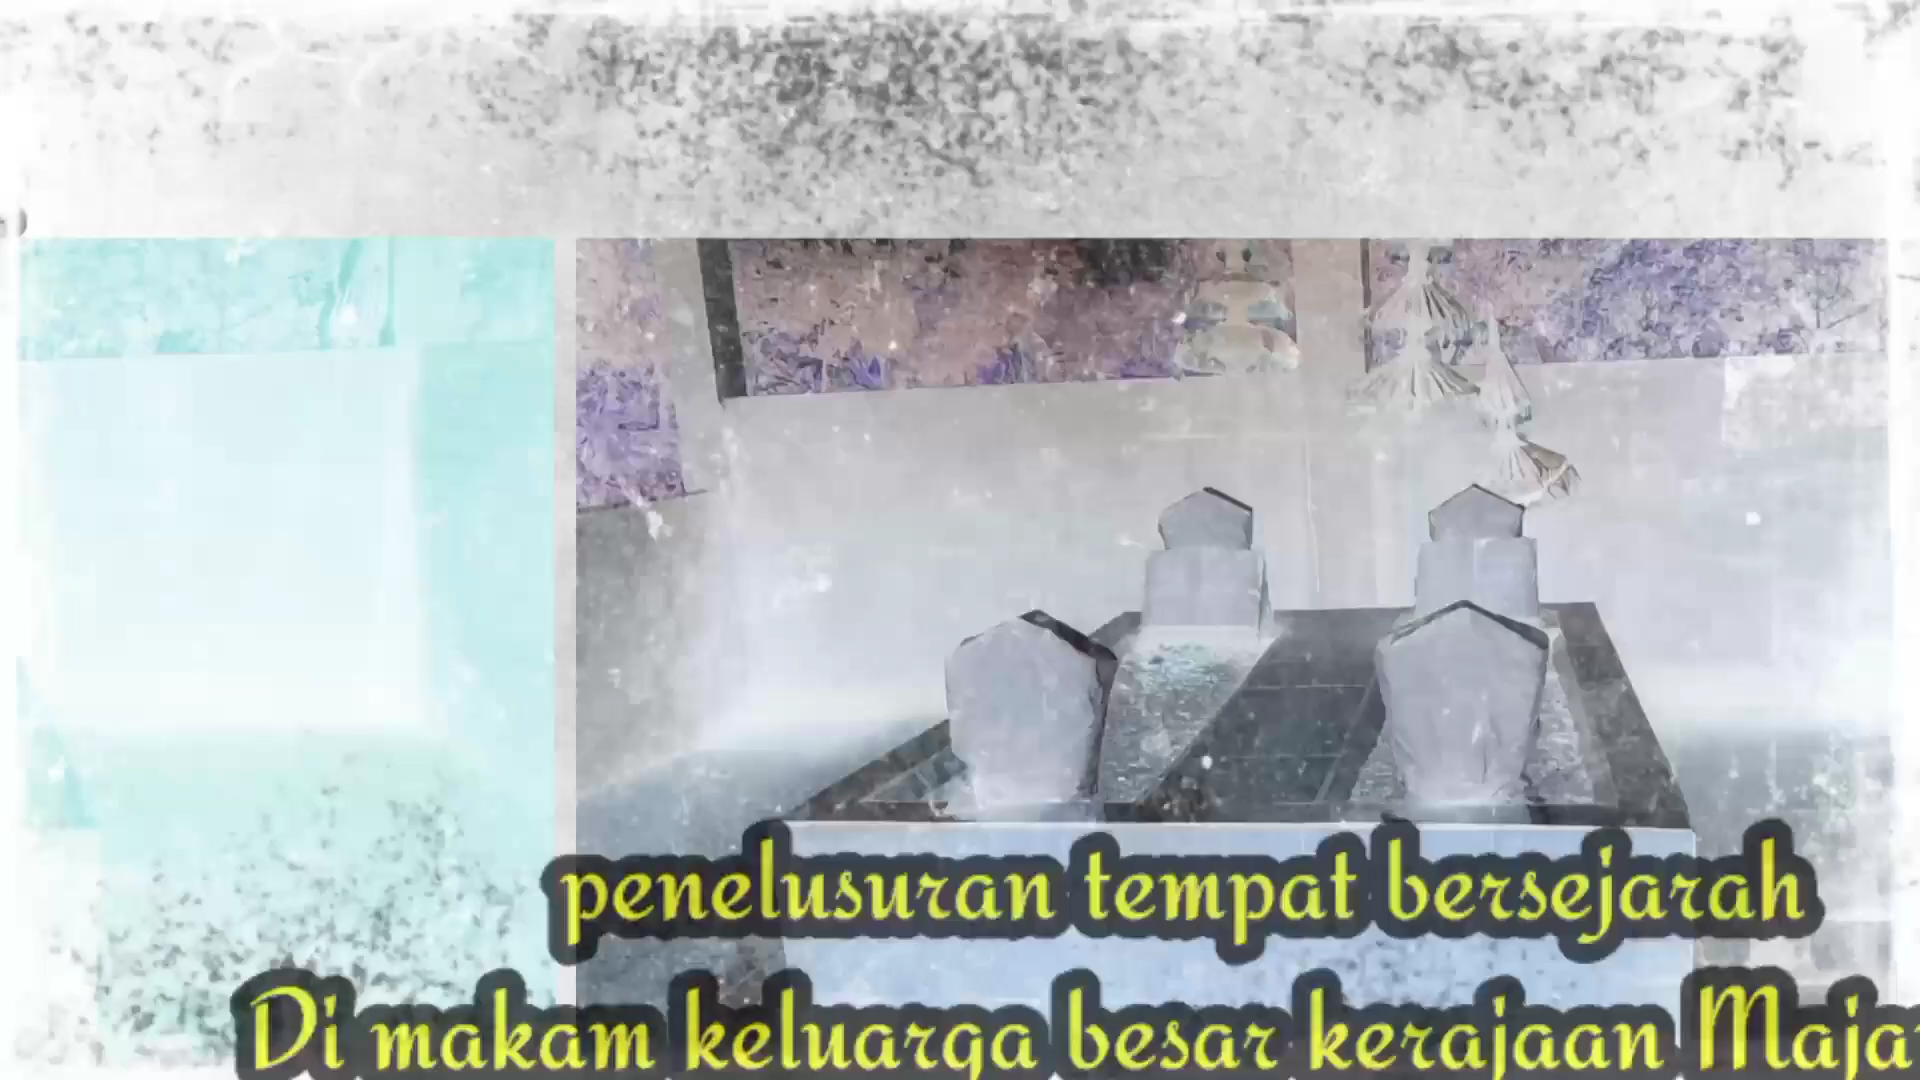 penelusuran tempat bersejarah
Di makam keluarga besar kerajaan